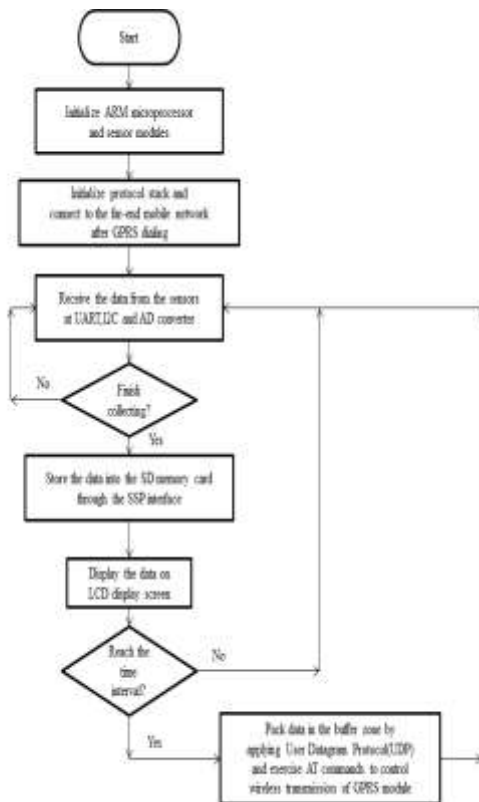 Start
Initialize ARM microprocessor
and sensor modules
Initialize protocol stack and
connect to the far-end mobile network
after GPRS dialog
Receive the data from the sensors
at UART,I2C and AD converter
No
Finish
collecting?
Yes
Store the data into the SD memory card
through the SSP interface
Display the data on
LCD display screen
Reach the
time
interval?
No
Yes
Pack data in the buffer zone by
applying User Datagram Protocol(UDP)
and exercise AT commands to control
wireless transmission of GPRS module